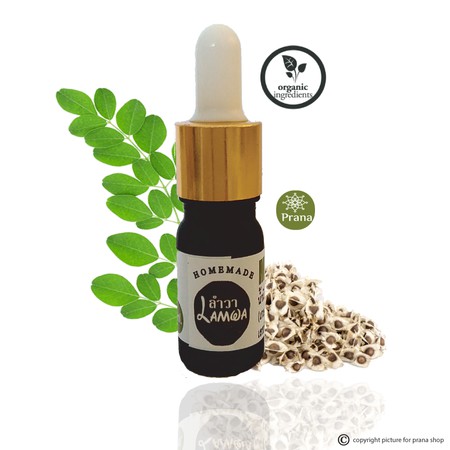 organic
ingredients
Prana
HOMEMADE
ลำวา
LAMWA
© copyright picture for prana shop